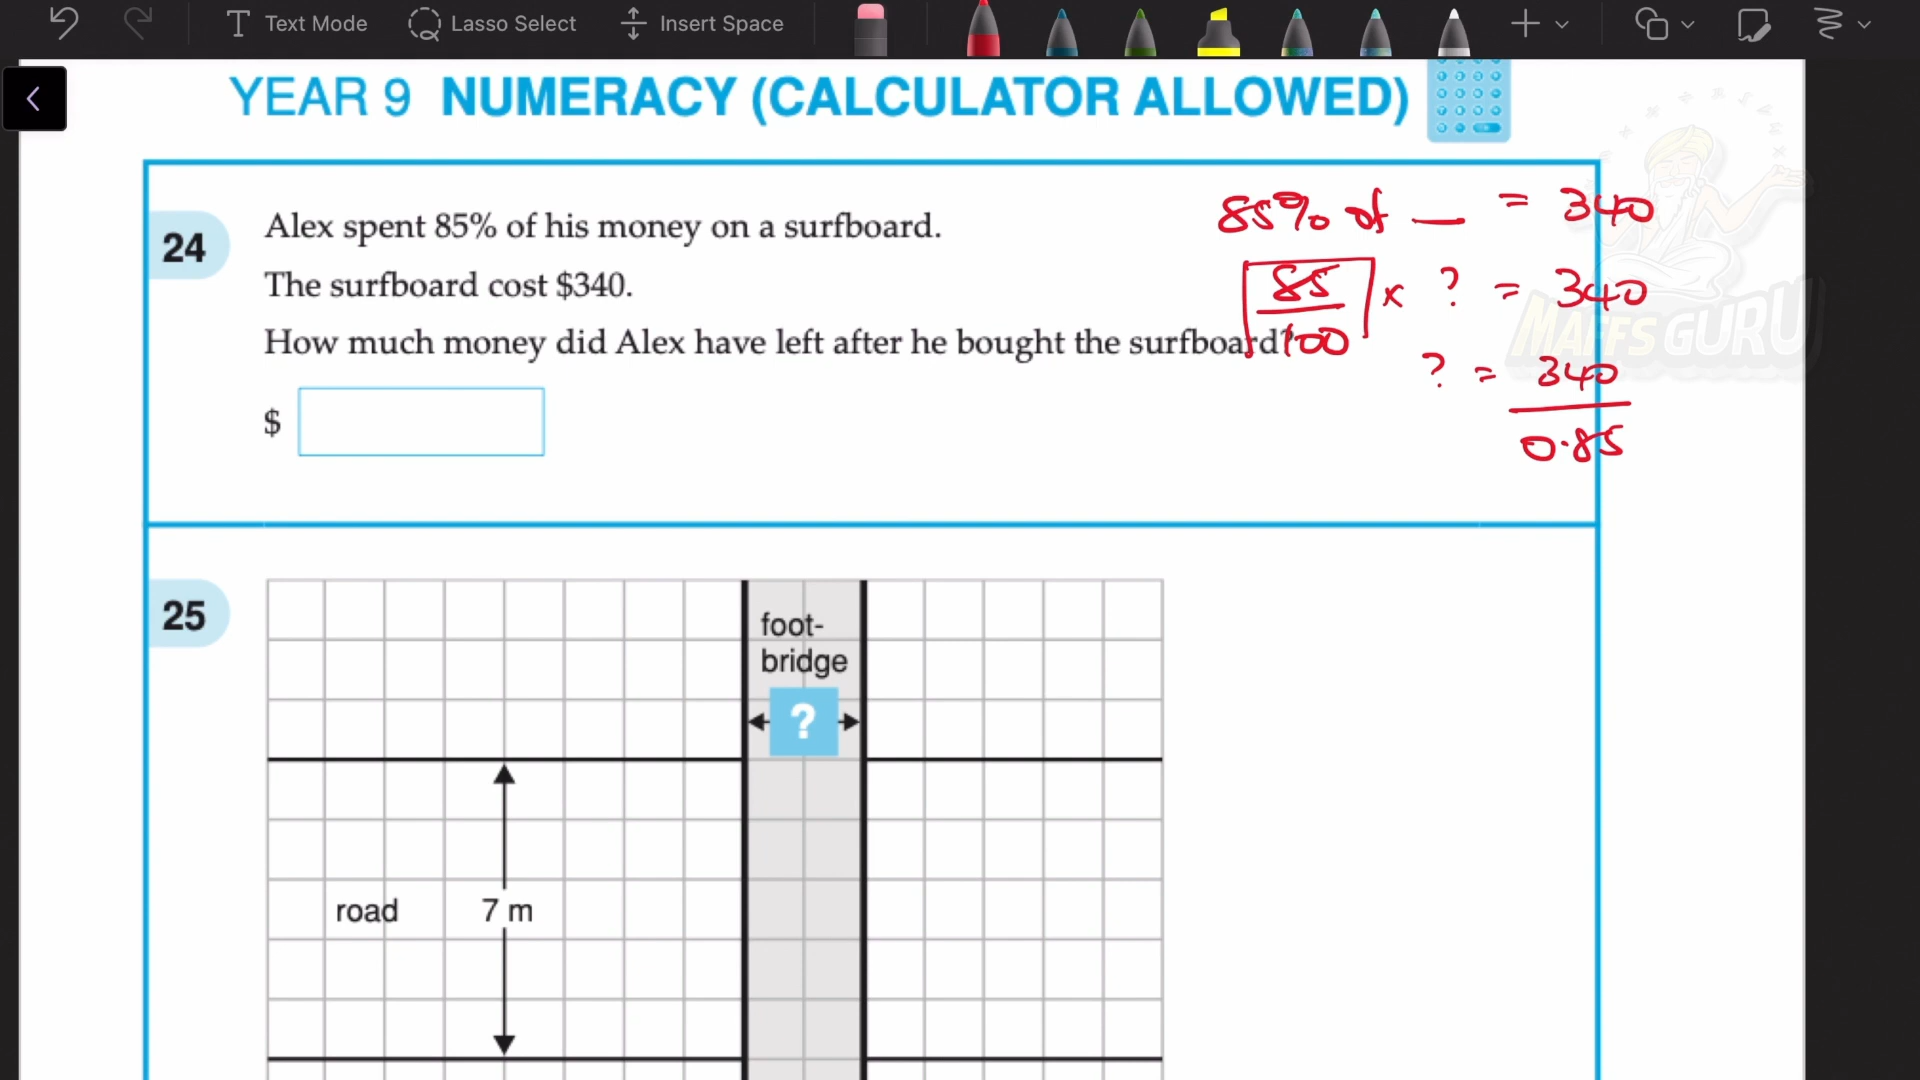 Text Mode Lasso Select Insert Space
YEAR 9 NUMERACY (CALCULATOR ALLOWED)
24
Alex spent 85% of his money on a surfboard.
The surfboard cost $340.
How much money did Alex have left after he bought the surfboard?
$
85% of __ = 340
85/100 × ? = 340
? = 340/0.85
MAFFS GURU
25
foot-
bridge
?
road 7 m